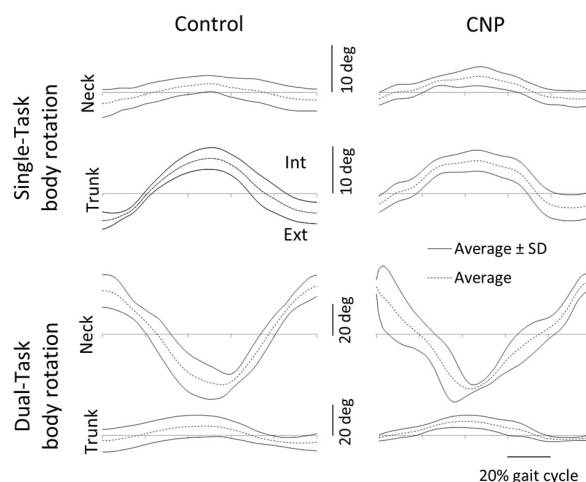 Control
CNP
Single-Task
body rotation
Neck
10 deg
Trunk
Int
Ext
10 deg
Average ± SD
Average
Dual-Task
body rotation
Neck
20 deg
Trunk
20 deg
20% gait cycle